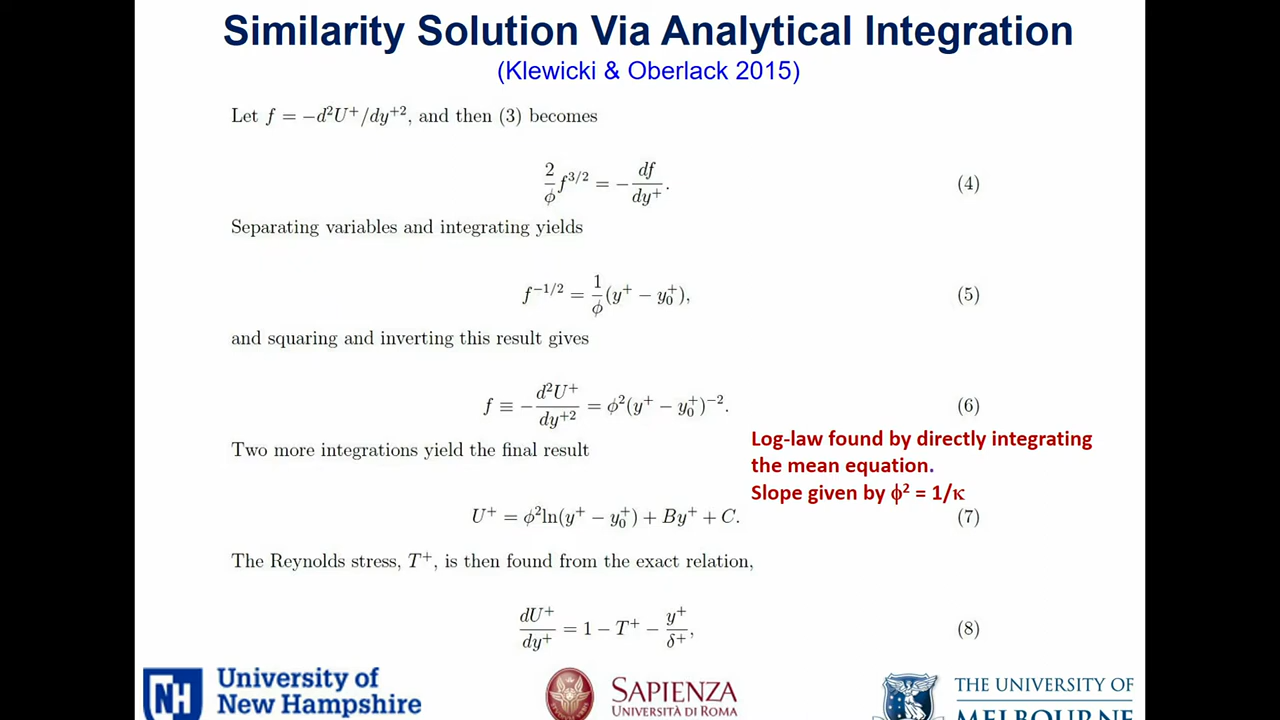 Similarity Solution Via Analytical Integration
(Klewicki & Oberlack 2015)
Let f = −d²U⁺/dy⁺², and then (3) becomes
2/φ f^{3/2} = − df/dy⁺. (4)
Separating variables and integrating yields
f^{−1/2} = 1/φ (y⁺ − y₀⁺), (5)
and squaring and inverting this result gives
f ≡ − d²U⁺/dy⁺² = φ²(y⁺ − y₀⁺)⁻². (6)
Log-law found by directly integrating
the mean equation.
Slope given by ϕ² = 1/κ
Two more integrations yield the final result
U⁺ = φ²ln(y⁺ − y₀⁺) + By⁺ + C. (7)
The Reynolds stress, T⁺, is then found from the exact relation,
dU⁺/dy⁺ = 1 − T⁺ − y⁺/δ⁺, (8)
NH University of
New Hampshire
SAPIENZA
UNIVERSITÀ DI ROMA
THE UNIVERSITY OF
MELBOURNE